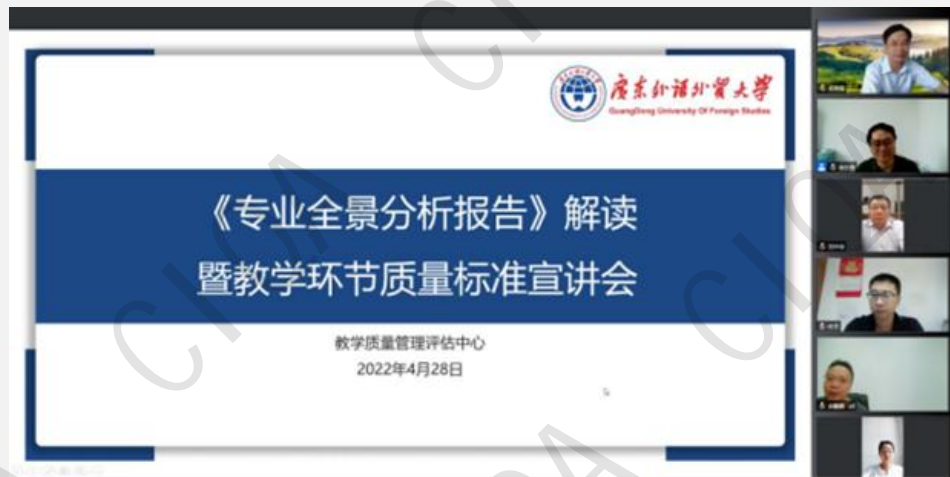 广东外语外贸大学
GuangDong University Of Foreign Studies
《专业全景分析报告》解读
暨教学环节质量标准宣讲会
教学质量管理评估中心
2022年4月28日
CIQA
CIQA